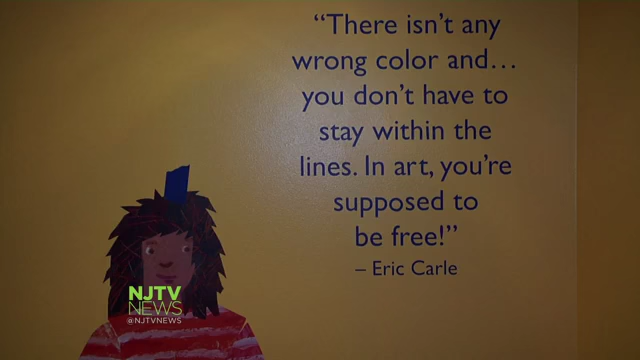 “There isn’t any
wrong color and…
you don’t have to
stay within the
lines. In art, you’re
supposed to
be free!”
– Eric Carle
NJTV
NEWS
@NJTVNEWS